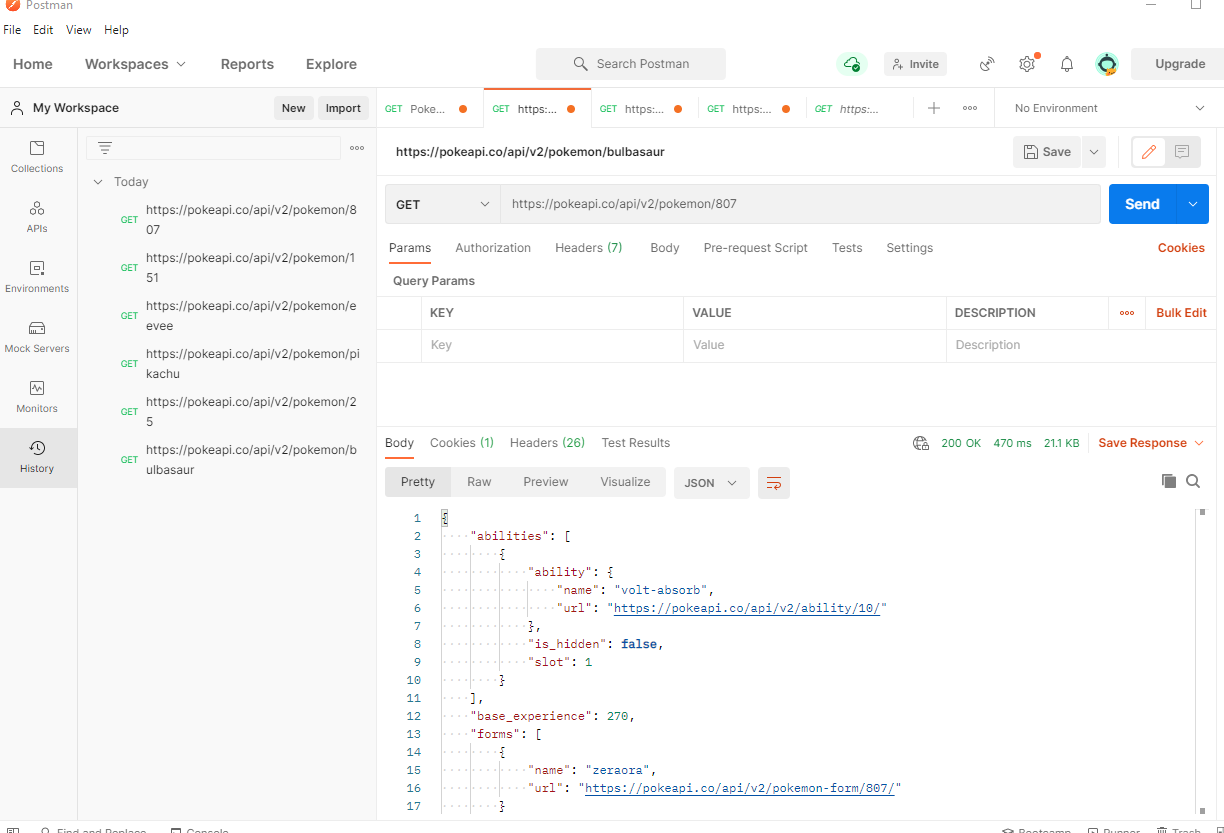 Postman
File Edit View Help
Home Workspaces Reports Explore Search Postman Invite Upgrade
My Workspace New Import GET Poke... GET https:... GET https:... GET https:... GET https:... No Environment
Collections
APIs
Environments
Mock Servers
Monitors
History
Today
GET https://pokeapi.co/api/v2/pokemon/8
07
GET https://pokeapi.co/api/v2/pokemon/1
51
GET https://pokeapi.co/api/v2/pokemon/e
evee
GET https://pokeapi.co/api/v2/pokemon/pi
kachu
GET https://pokeapi.co/api/v2/pokemon/2
5
GET https://pokeapi.co/api/v2/pokemon/b
ulbasaur
https://pokeapi.co/api/v2/pokemon/bulbasaur Save
GET https://pokeapi.co/api/v2/pokemon/807 Send
Params Authorization Headers (7) Body Pre-request Script Tests Settings Cookies
Query Params
KEY VALUE DESCRIPTION Bulk Edit
Key Value Description
Body Cookies (1) Headers (26) Test Results 200 OK 470 ms 21.1 KB Save Response
Pretty Raw Preview Visualize JSON
1 {
2 "abilities": [
3 {
4 "ability": {
5 "name": "volt-absorb",
6 "url": "https://pokeapi.co/api/v2/ability/10/"
7 },
8 "is_hidden": false,
9 "slot": 1
10 }
11 ],
12 "base_experience": 270,
13 "forms": [
14 {
15 "name": "zeraora",
16 "url": "https://pokeapi.co/api/v2/pokemon-form/807/"
17 }
Find and Replace Console Bootcamp Runner Trash